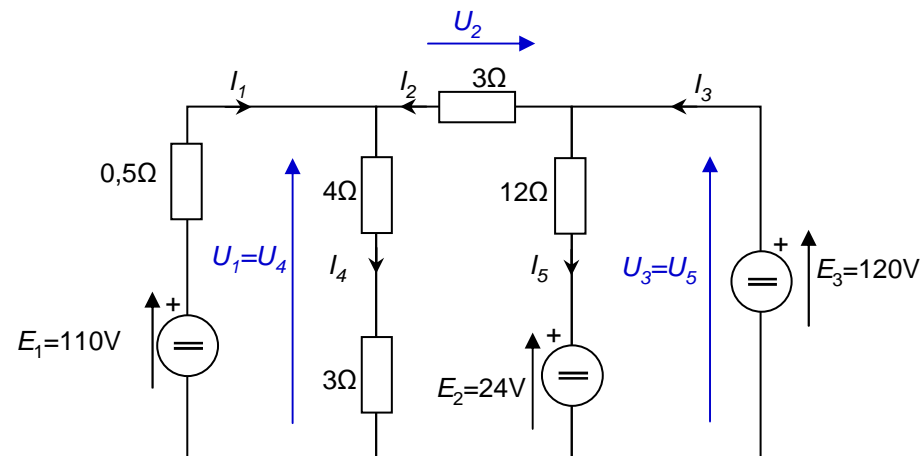 U2
I1
I2
3Ω
I3
0,5Ω
4Ω
12Ω
U1=U4
I4
I5
U3=U5
+
E3=120V
+
E1=110V
3Ω
+
E2=24V